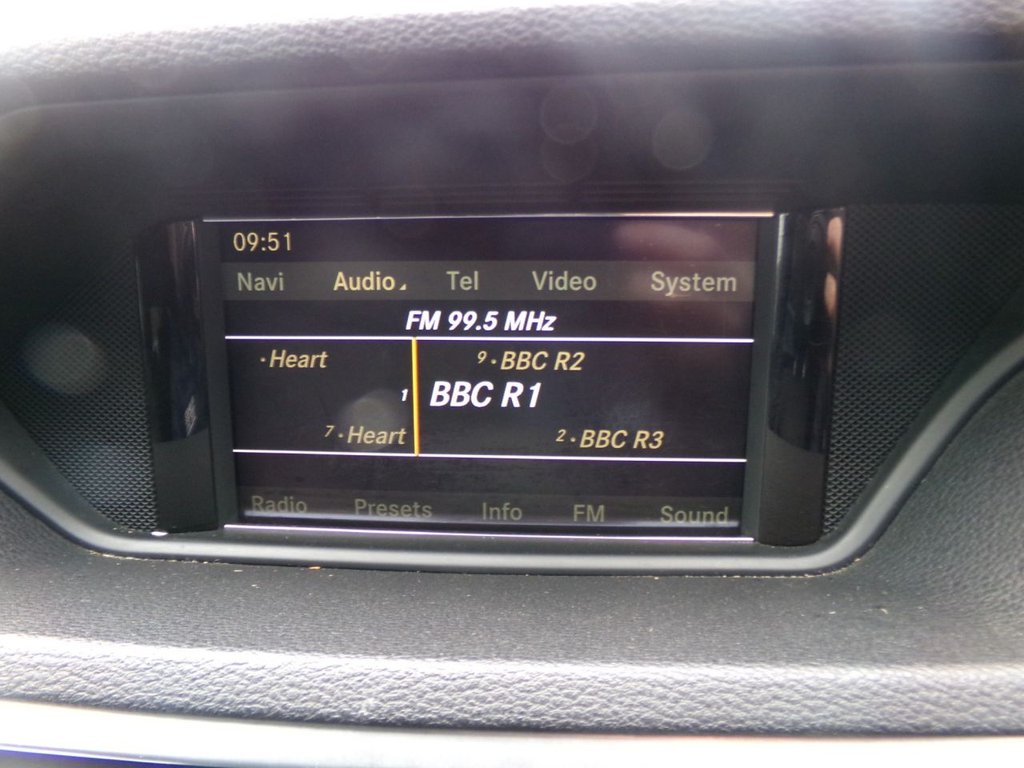 09:51
Navi Audio Tel Video System
FM 99.5 MHz
·Heart 9·BBC R2
1 BBC R1
7·Heart 2·BBC R3
Radio Presets Info FM Sound